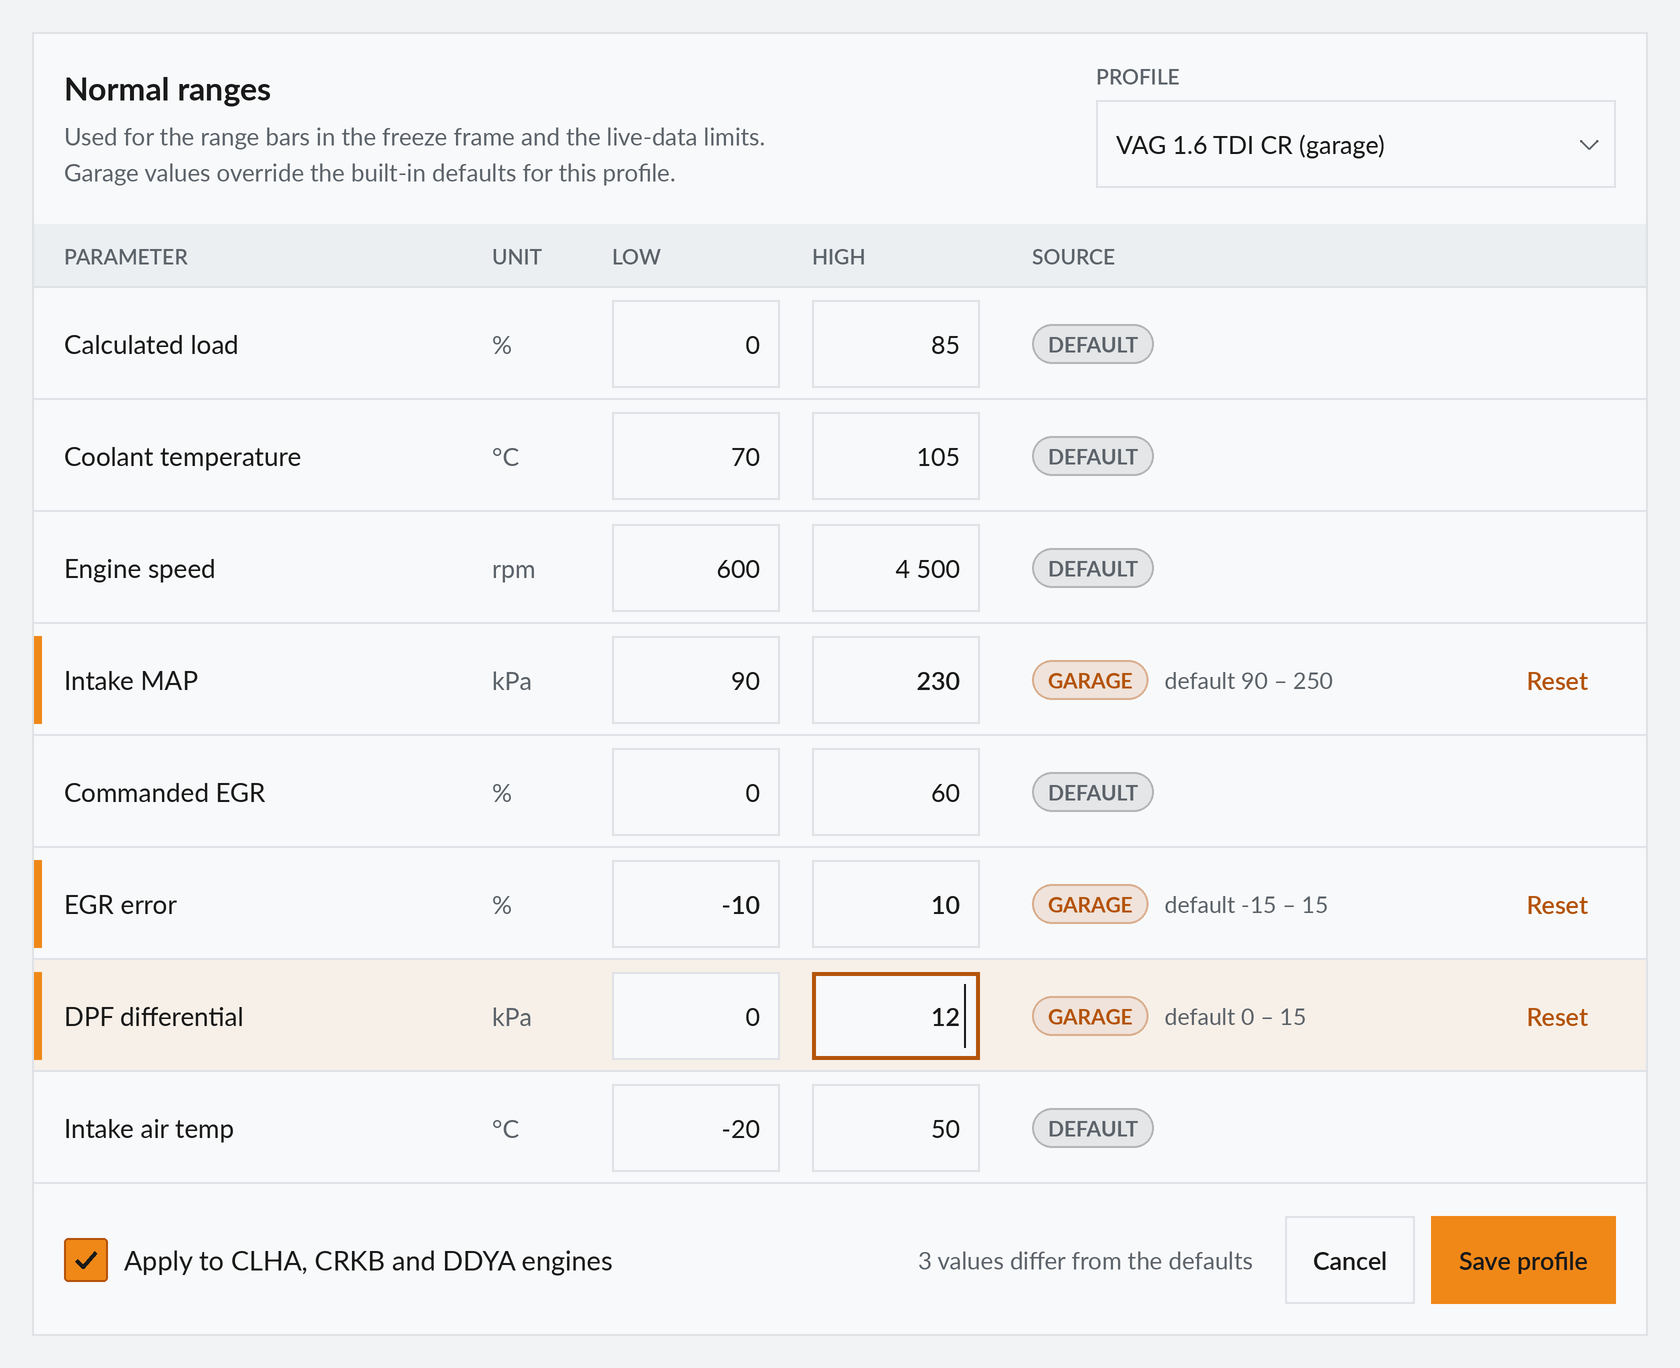 Normal ranges
Used for the range bars in the freeze frame and the live-data limits.
Garage values override the built-in defaults for this profile.
PROFILE
VAG 1.6 TDI CR (garage)
PARAMETER UNIT LOW HIGH SOURCE
Calculated load % 0 85 DEFAULT
Coolant temperature °C 70 105 DEFAULT
Engine speed rpm 600 4 500 DEFAULT
Intake MAP kPa 90 230 GARAGE default 90 – 250 Reset
Commanded EGR % 0 60 DEFAULT
EGR error % -10 10 GARAGE default -15 – 15 Reset
DPF differential kPa 0 12 GARAGE default 0 – 15 Reset
Intake air temp °C -20 50 DEFAULT
Apply to CLHA, CRKB and DDYA engines 3 values differ from the defaults Cancel Save profile